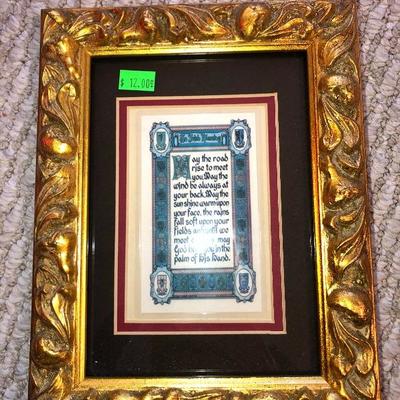 $ 12.00
May the road
rise to meet
you. May the
wind be always at
your back. May the
sun shine warm upon
your face, the rains
fall soft upon your
fields and until we
meet may
God you in the
palm of His Hand.